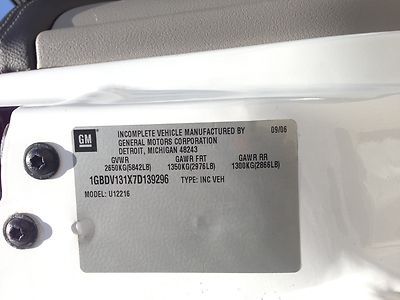 GM
INCOMPLETE VEHICLE MANUFACTURED BY 09/06
GENERAL MOTORS CORPORATION
DETROIT, MICHIGAN 48243
GVWR GAWR FRT GAWR RR
2650KG(5842LB) 1350KG(2976LB) 1300KG(2866LB)
1GBDV131X7D139296 TYPE: INC VEH
MODEL: U12216